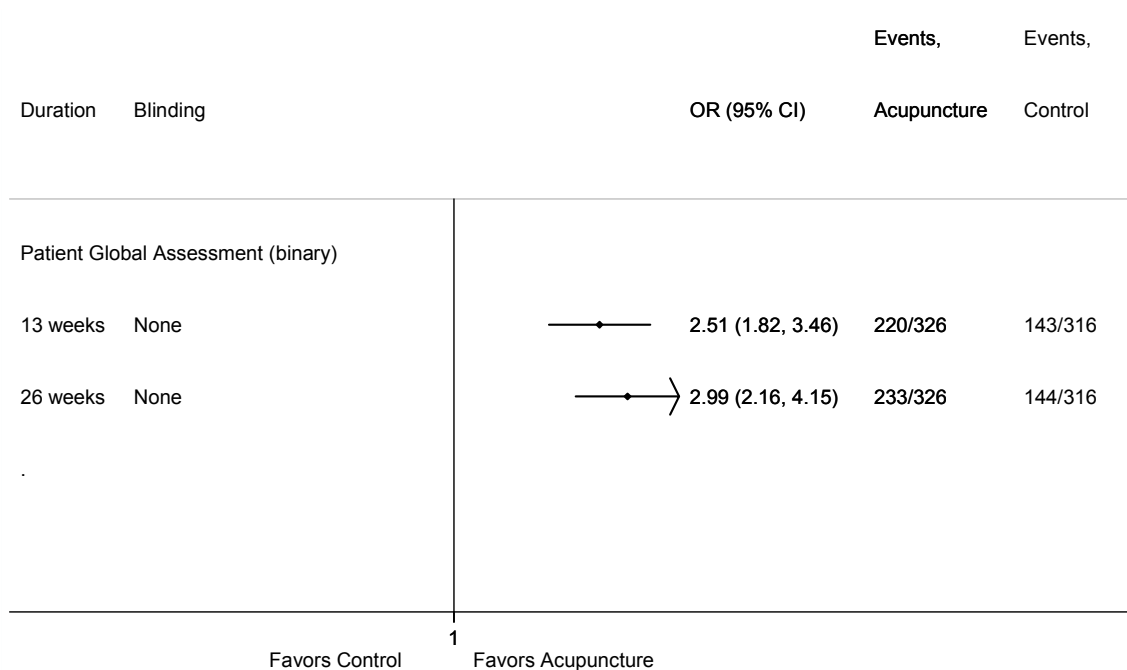 Events, Events,
Duration Blinding OR (95% CI) Acupuncture Control
Patient Global Assessment (binary)
13 weeks None 2.51 (1.82, 3.46) 220/326 143/316
26 weeks None 2.99 (2.16, 4.15) 233/326 144/316
.
1
Favors Control Favors Acupuncture